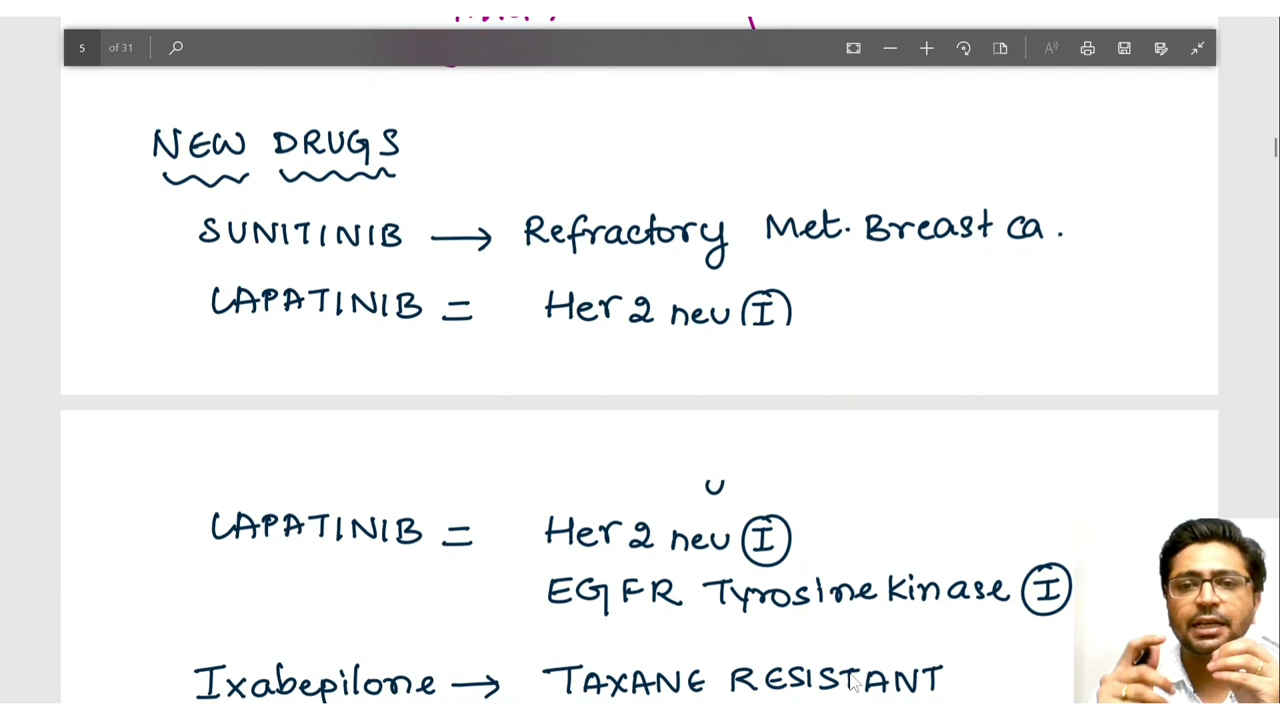 5 of 31
NEW DRUGS
SUNITINIB → Refractory Met. Breast ca.
LAPATINIB = Her 2 neu Ⓘ
LAPATINIB = Her 2 neu Ⓘ
EGFR Tyrosine kinase Ⓘ
Ixabepilone → TAXANE RESISTANT